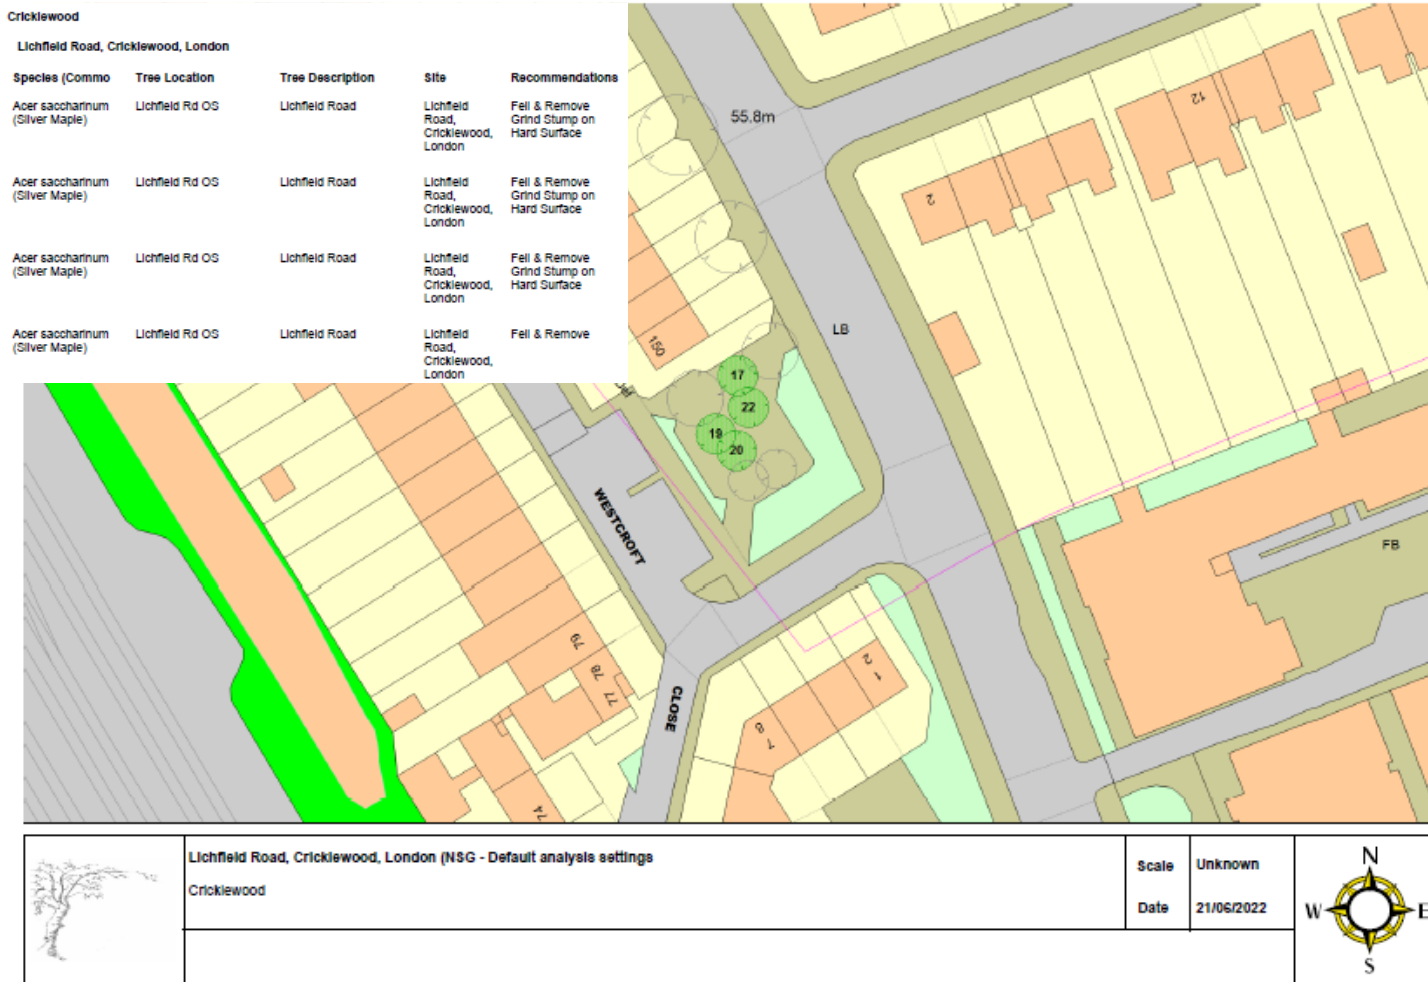 Cricklewood
Lichfield Road, Cricklewood, London
Species (Commo Tree Location Tree Description Site Recommendations
Acer saccharinum Lichfield Rd OS Lichfield Road Lichfield Fell & Remove
(Silver Maple) Road, Grind Stump on
Cricklewood, Hard Surface
London
Acer saccharinum Lichfield Rd OS Lichfield Road Lichfield Fell & Remove
(Silver Maple) Road, Grind Stump on
Cricklewood, Hard Surface
London
Acer saccharinum Lichfield Rd OS Lichfield Road Lichfield Fell & Remove
(Silver Maple) Road, Grind Stump on
Cricklewood, Hard Surface
London
Acer saccharinum Lichfield Rd OS Lichfield Road Lichfield Fell & Remove
(Silver Maple) Road,
Cricklewood,
London
55.8m
12
2
LB
150
17
22
19
20
WESTCROFT
FB
79
78
77
CLOSE
1 2
7 8
74
Lichfield Road, Cricklewood, London (NSG - Default analysis settings
Cricklewood
Scale Unknown
Date 21/06/2022
N
W E
S